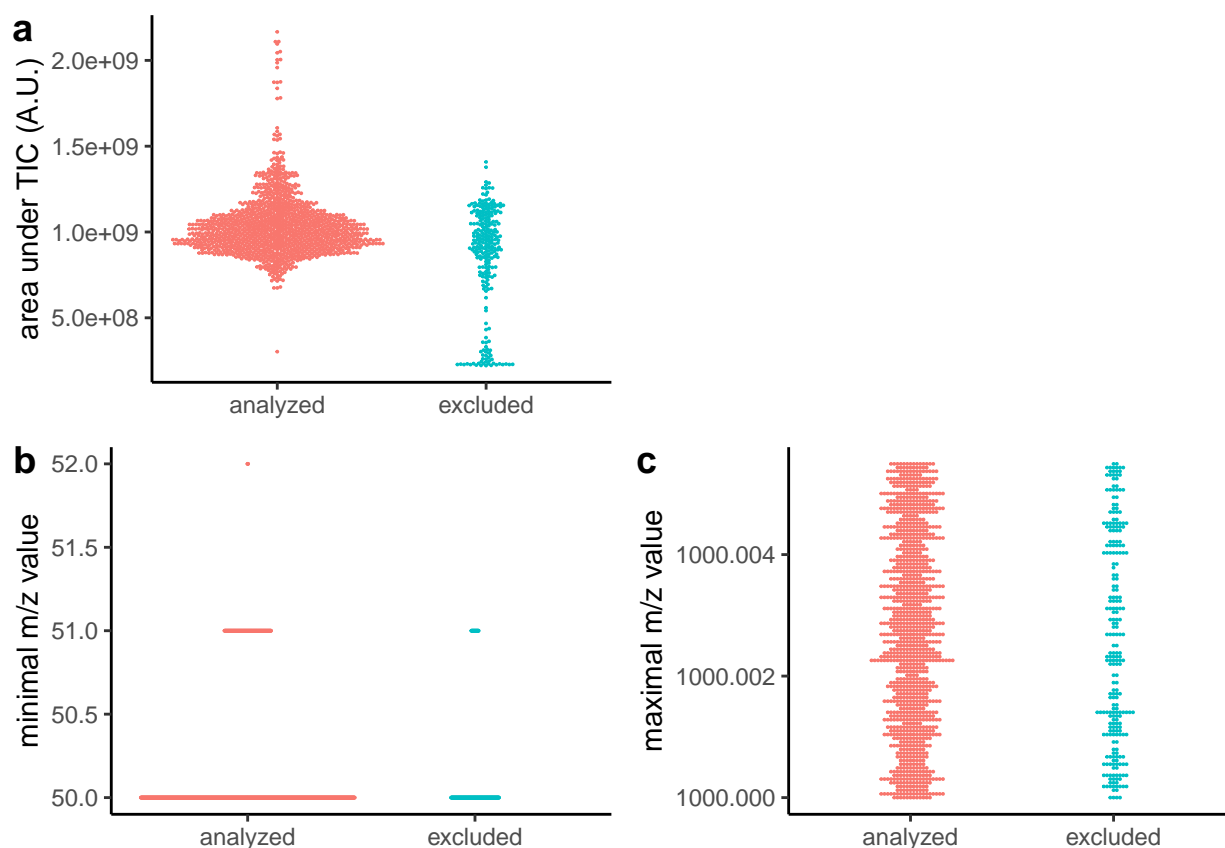 a
area under TIC (A.U.)
2.0e+09
1.5e+09
1.0e+09
5.0e+08
analyzed
excluded
b
minimal m/z value
52.0
51.5
51.0
50.5
50.0
analyzed
excluded
c
maximal m/z value
1000.004
1000.002
1000.000
analyzed
excluded